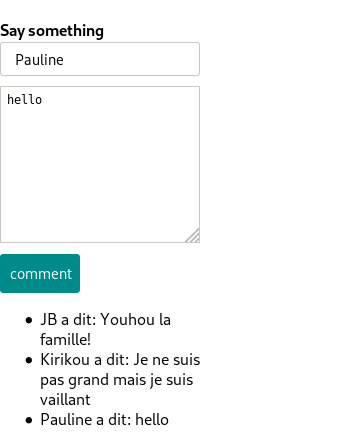 Say something
Pauline
hello
comment
JB a dit: Youhou la
famille!
Kirikou a dit: Je ne suis
pas grand mais je suis
vaillant
Pauline a dit: hello